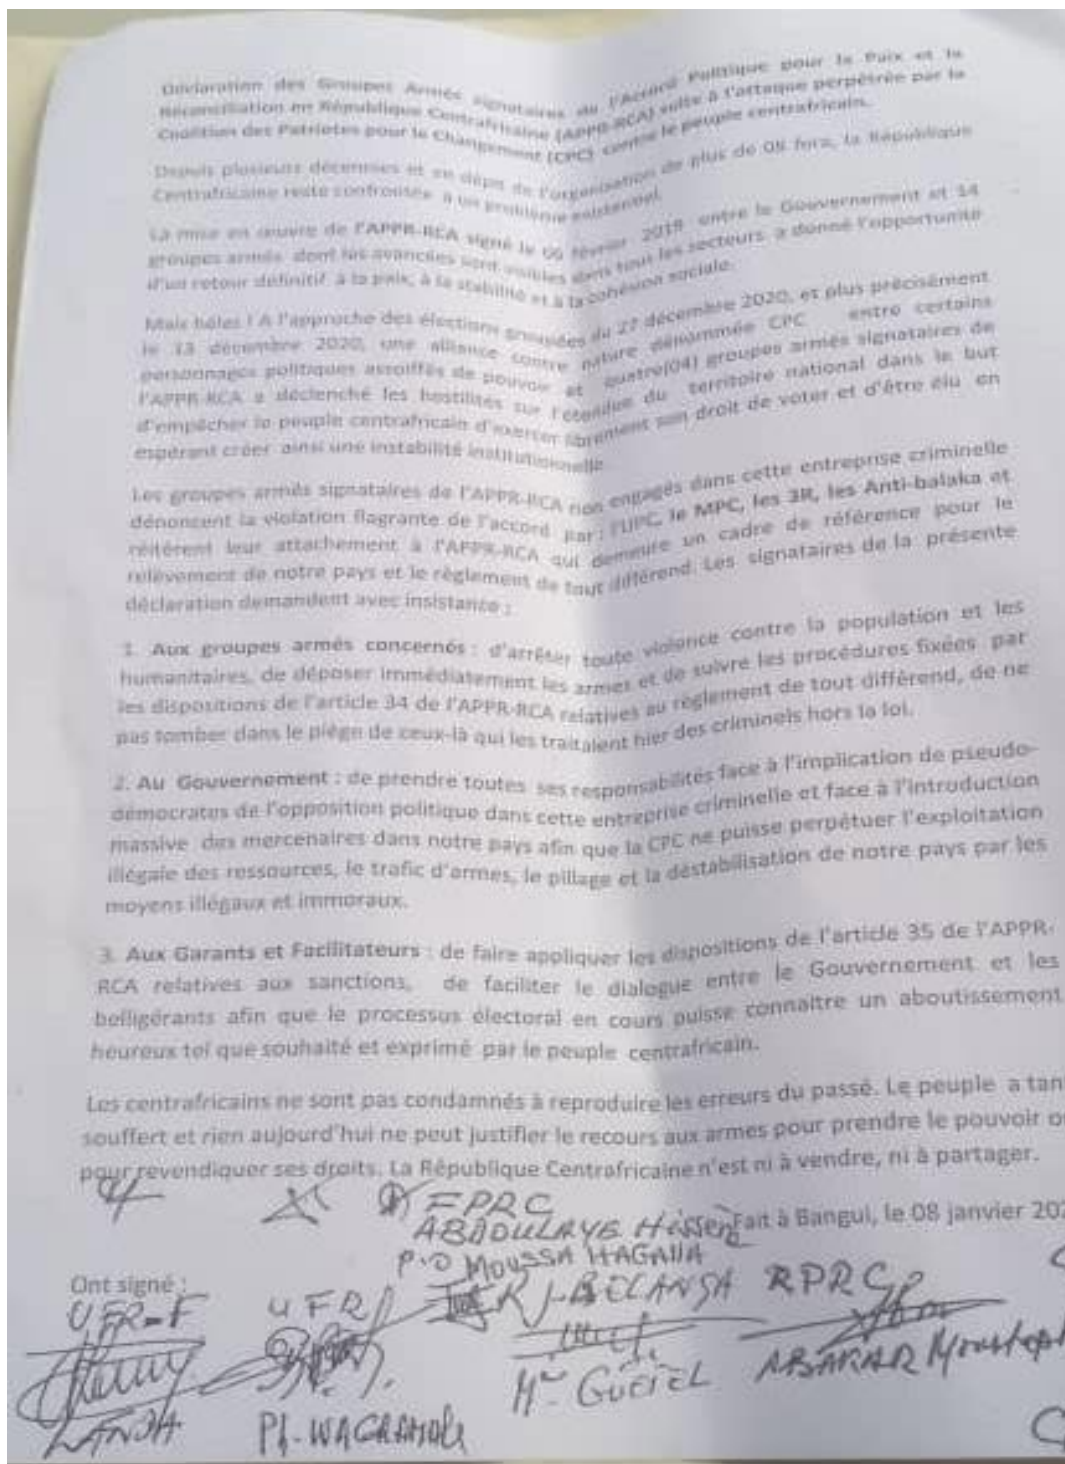 Déclaration des Groupes Armés signataires de l'Accord Politique pour la Paix et la
Réconciliation en République Centrafricaine (APPR-RCA) suite à l'attaque perpétrée par la
Coalition des Patriotes pour le Changement (CPC) contre le peuple centrafricain.
Depuis plusieurs décennies et en dépit de l'organisation de plus de 08 fora, la République
Centrafricaine reste confrontée à un problème existentiel.
La mise en œuvre de l'APPR-RCA signé le 06 février 2019 entre le Gouvernement et 14
groupes armés dont les avancées sont visibles dans tout les secteurs a donné l'opportunité
d'un retour définitif à la paix, à la stabilité et à la cohésion sociale.
Mais hélas ! A l'approche des élections groupées du 27 décembre 2020, et plus précisément
le 13 décembre 2020, une alliance contre nature dénommée CPC entre certains
personnages politiques assoiffés de pouvoir et quatre(04) groupes armés signataires de
l'APPR-RCA a déclenché les hostilités sur l'étendue du territoire national dans le but
d'empêcher le peuple centrafricain d'exercer librement son droit de voter et d'être élu en
espérant créer ainsi une instabilité institutionnelle.
Les groupes armés signataires de l'APPR-RCA non engagés dans cette entreprise criminelle
dénoncent la violation flagrante de l'accord par : l'UPC, le MPC, les 3R, les Anti-balaka et
réitèrent leur attachement à l'APPR-RCA qui demeure un cadre de référence pour le
relèvement de notre pays et le règlement de tout différend. Les signataires de la présente
déclaration demandent avec insistance :
1. Aux groupes armés concernés : d'arrêter toute violence contre la population et les
humanitaires, de déposer immédiatement les armes et de suivre les procédures fixées par
les dispositions de l'article 34 de l'APPR-RCA relatives au règlement de tout différend, de ne
pas tomber dans le piège de ceux-là qui les traitaient hier des criminels hors la loi.
2. Au Gouvernement : de prendre toutes ses responsabilités face à l'implication de pseudo-
démocrates de l'opposition politique dans cette entreprise criminelle et face à l'introduction
massive des mercenaires dans notre pays afin que la CPC ne puisse perpétuer l'exploitation
illégale des ressources, le trafic d'armes, le pillage et la déstabilisation de notre pays par les
moyens illégaux et immoraux.
3. Aux Garants et Facilitateurs : de faire appliquer les dispositions de l'article 35 de l'APPR-
RCA relatives aux sanctions, de faciliter le dialogue entre le Gouvernement et les
belligérants afin que le processus électoral en cours puisse connaitre un aboutissement
heureux tel que souhaité et exprimé par le peuple centrafricain.
Les centrafricains ne sont pas condamnés à reproduire les erreurs du passé. Le peuple a tant
souffert et rien aujourd'hui ne peut justifier le recours aux armes pour prendre le pouvoir o
pour revendiquer ses droits. La République Centrafricaine n'est ni à vendre, ni à partager.
FPRC
ABDOULAYE Hissen Fait à Bangui, le 08 janvier 202
P.O MOUSSA HAGAHA
Ont signé :
UFR-F UFR RJ-BELANGA RPRC
Mr GUETEL ABAKAR Moustaph
LANDA Ph-WAGRAMALE